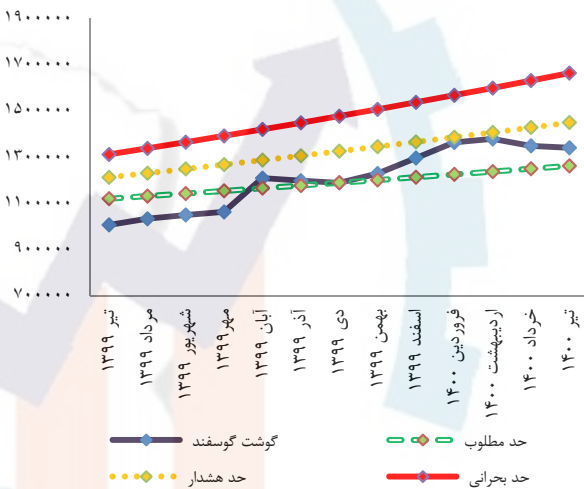 ۱۹۰۰۰۰۰
۱۷۰۰۰۰۰
۱۵۰۰۰۰۰
۱۳۰۰۰۰۰
۱۱۰۰۰۰۰
۹۰۰۰۰۰
۷۰۰۰۰۰
تیر ۱۳۹۹
مرداد ۱۳۹۹
شهریور ۱۳۹۹
مهر۱۳۹۹
آبان ۱۳۹۹
آذر ۱۳۹۹
دی ۱۳۹۹
بهمن ۱۳۹۹
اسفند ۱۳۹۹
فروردین ۱۴۰۰
اردیبهشت ۱۴۰۰
خرداد ۱۴۰۰
تیر ۱۴۰۰
حد مطلوب
گوشت گوسفند
حد بحرانی
حد هشدار